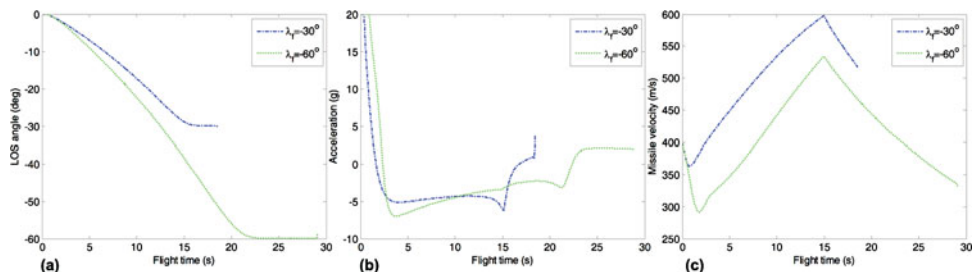 0
-10
-20
-30
-40
-50
-60
LOS angle (deg)
0 5 10 15 20 25 30
Flight time (s)
(a)
λf=-30°
λf=-60°
20
15
10
5
0
-5
-10
Acceleration (g)
0 5 10 15 20 25 30
Flight time (s)
(b)
λf=-30°
λf=-60°
600
550
500
450
400
350
300
250
Missile velocity (m/s)
0 5 10 15 20 25 30
Flight time (s)
(c)
λf=-30°
λf=-60°